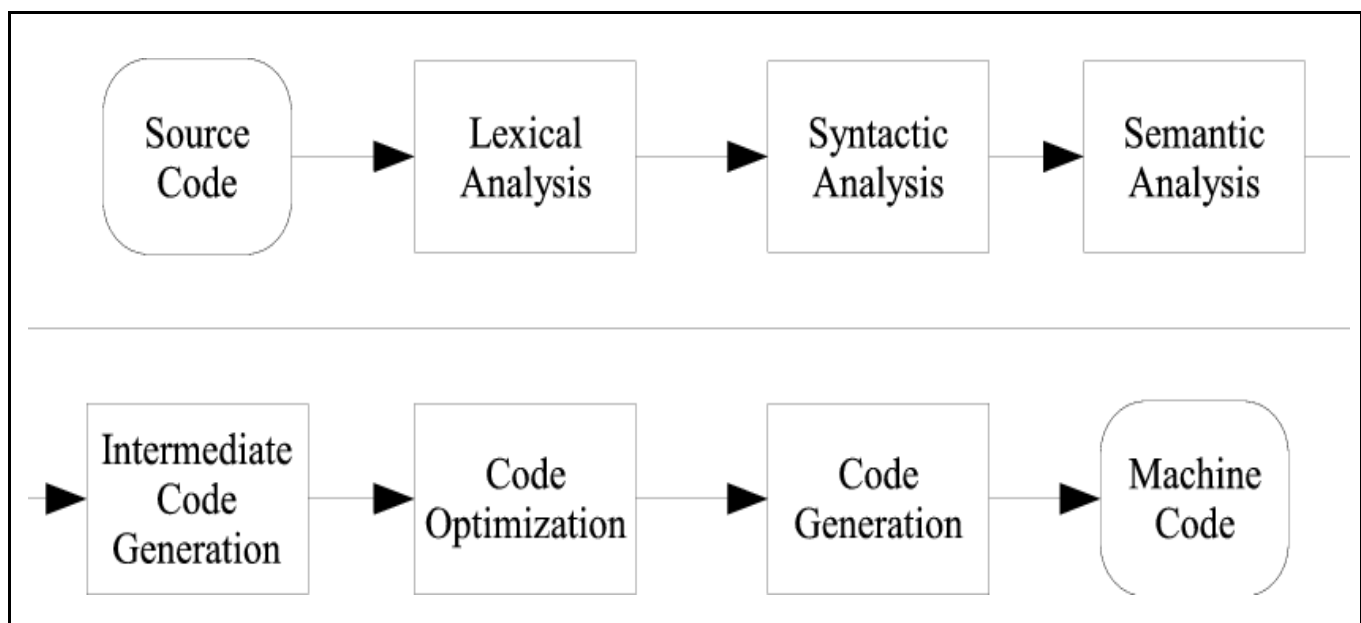 Source
Code
Lexical
Analysis
Syntactic
Analysis
Semantic
Analysis
Intermediate
Code
Generation
Code
Optimization
Code
Generation
Machine
Code